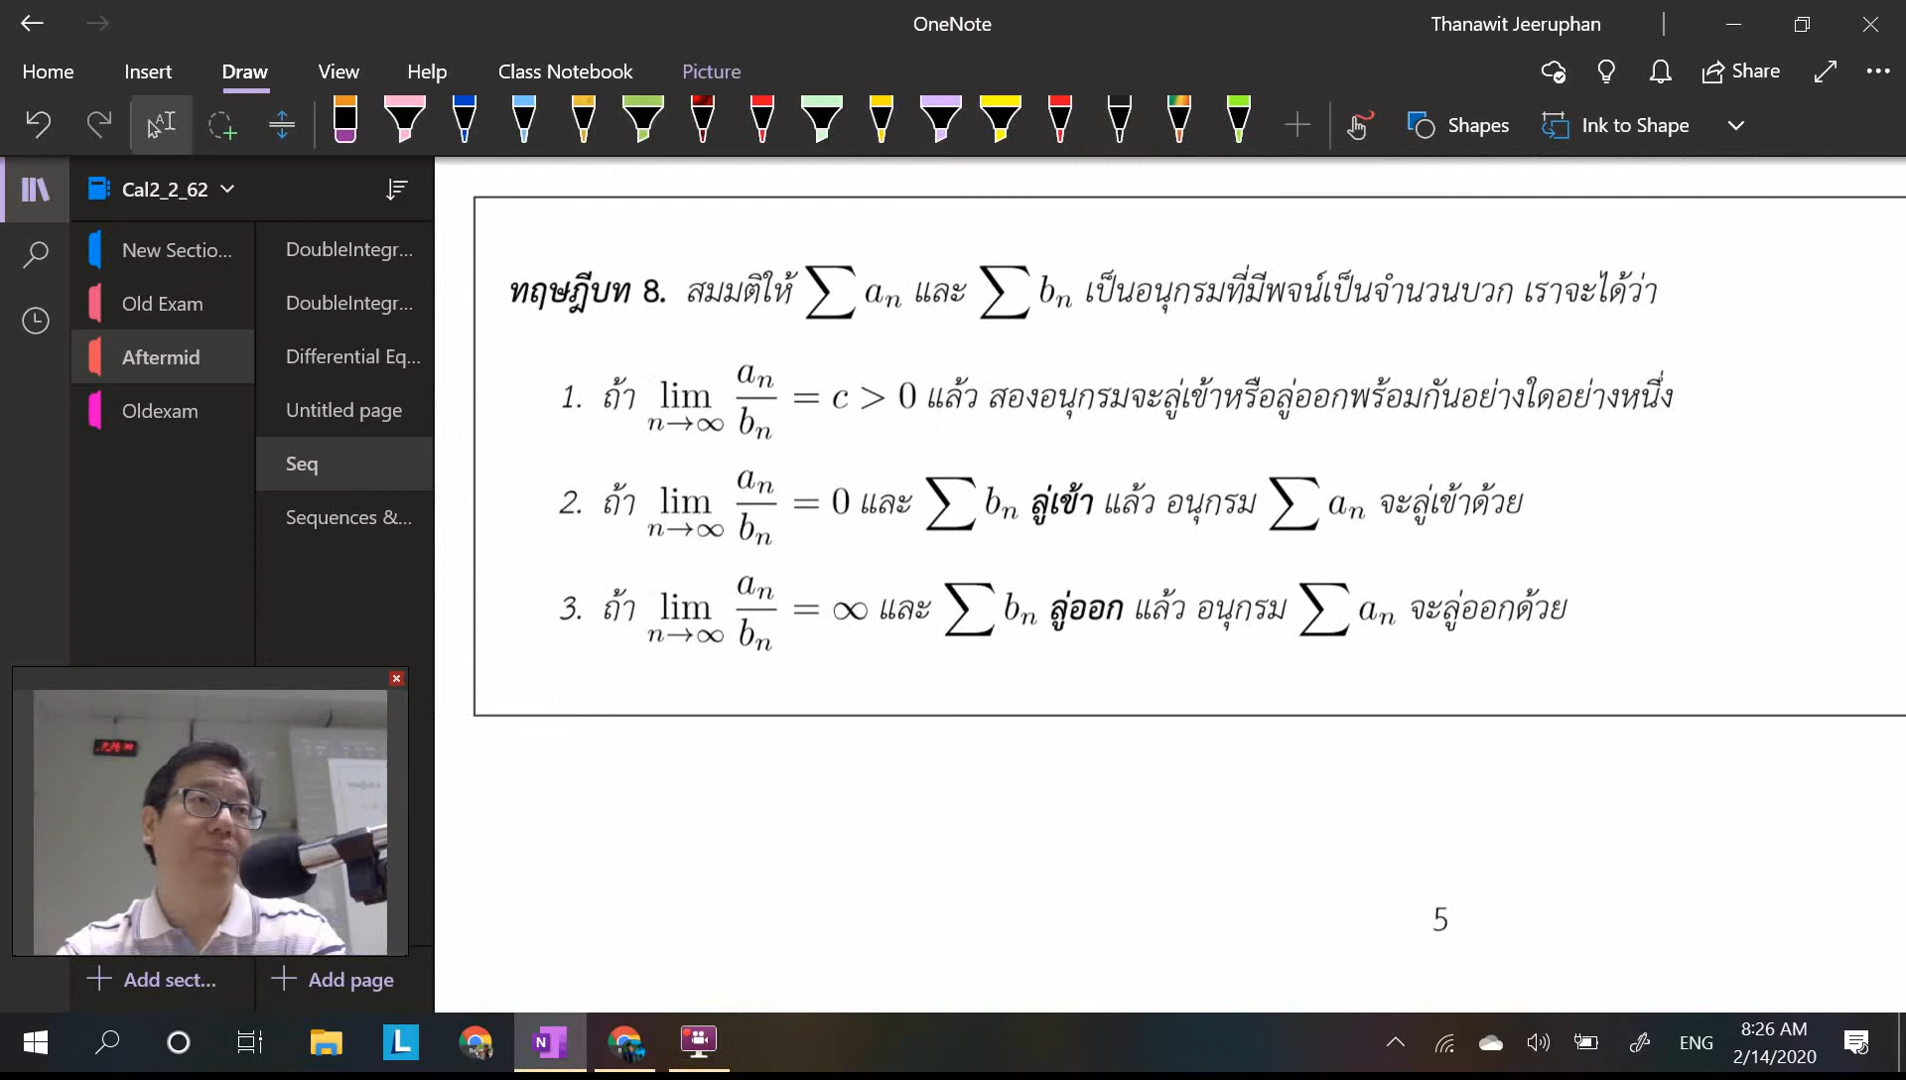 OneNote
Thanawit Jeeruphan
Home Insert Draw View Help Class Notebook Picture
Share
Shapes
Ink to Shape
Cal2_2_62
New Sectio...
Old Exam
Aftermid
Oldexam
DoubleIntegr...
DoubleIntegr...
Differential Eq...
Untitled page
Seq
Sequences &...
Add sect...
Add page
ทฤษฎีบท 8. สมมติให้ ∑ aₙ และ ∑ bₙ เป็นอนุกรมที่มีพจน์เป็นจำนวนบวก เราจะได้ว่า
1. ถ้า lim n→∞ aₙ/bₙ = c > 0 แล้ว สองอนุกรมจะลู่เข้าหรือลู่ออกพร้อมกันอย่างใดอย่างหนึ่ง
2. ถ้า lim n→∞ aₙ/bₙ = 0 และ ∑ bₙ ลู่เข้า แล้ว อนุกรม ∑ aₙ จะลู่เข้าด้วย
3. ถ้า lim n→∞ aₙ/bₙ = ∞ และ ∑ bₙ ลู่ออก แล้ว อนุกรม ∑ aₙ จะลู่ออกด้วย
5
ENG
8:26 AM
2/14/2020